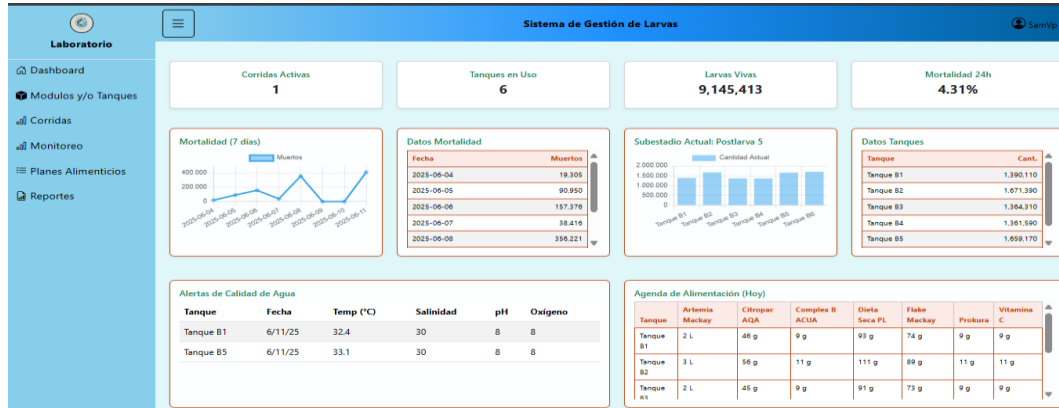 Laboratorio
Sistema de Gestión de Larvas
SamVp
Dashboard
Modulos y/o Tanques
Corridas
Monitoreo
Planes Alimenticios
Reportes
Corridas Activas
1
Tanques en Uso
6
Larvas Vivas
9,145,413
Mortalidad 24h
4.31%
Mortalidad (7 días)
Muertos
400.000
200.000
0
2025-06-04 2025-06-05 2025-06-06 2025-06-07 2025-06-08 2025-06-09 2025-06-10 2025-06-11
Datos Mortalidad
Fecha Muertos
2025-06-04 19,305
2025-06-05 90,950
2025-06-06 157,376
2025-06-07 38,416
2025-06-08 356,221
Subestadio Actual: Postlarva 5
Cantidad Actual
2.000.000
1.500.000
1.000.000
500.000
0
Tanque B1 Tanque B2 Tanque B3 Tanque B4 Tanque B5 Tanque B6
Datos Tanques
Tanque Cant.
Tanque B1 1,390,110
Tanque B2 1,671,390
Tanque B3 1,364,310
Tanque B4 1,361,590
Tanque B5 1,659,170
Alertas de Calidad de Agua
Tanque Fecha Temp (°C) Salinidad pH Oxígeno
Tanque B1 6/11/25 32.4 30 8 8
Tanque B5 6/11/25 33.1 30 8 8
Agenda de Alimentación (Hoy)
Tanque Artemia Mackay Citropac AQA Complex B ACUA Dieta Seca PL Flake Mackay Prokura Vitamina C
Tanque B1 2 L 46 g 9 g 93 g 74 g 9 g 9 g
Tanque B2 3 L 56 g 11 g 111 g 89 g 11 g 11 g
Tanque B3 2 L 45 g 9 g 91 g 73 g 9 g 9 g